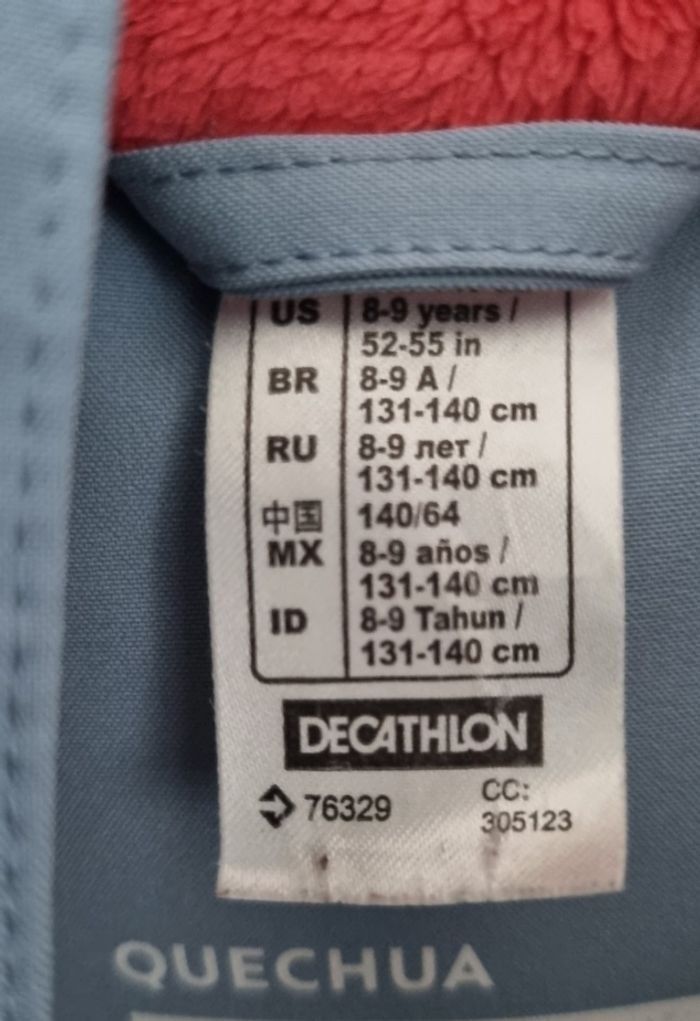 US 8-9 years /
52-55 in
BR 8-9 A /
131-140 cm
RU 8-9 лет /
131-140 cm
中国 140/64
MX 8-9 años /
131-140 cm
ID 8-9 Tahun /
131-140 cm
DECATHLON
76329 CC:
305123
QUECHUA